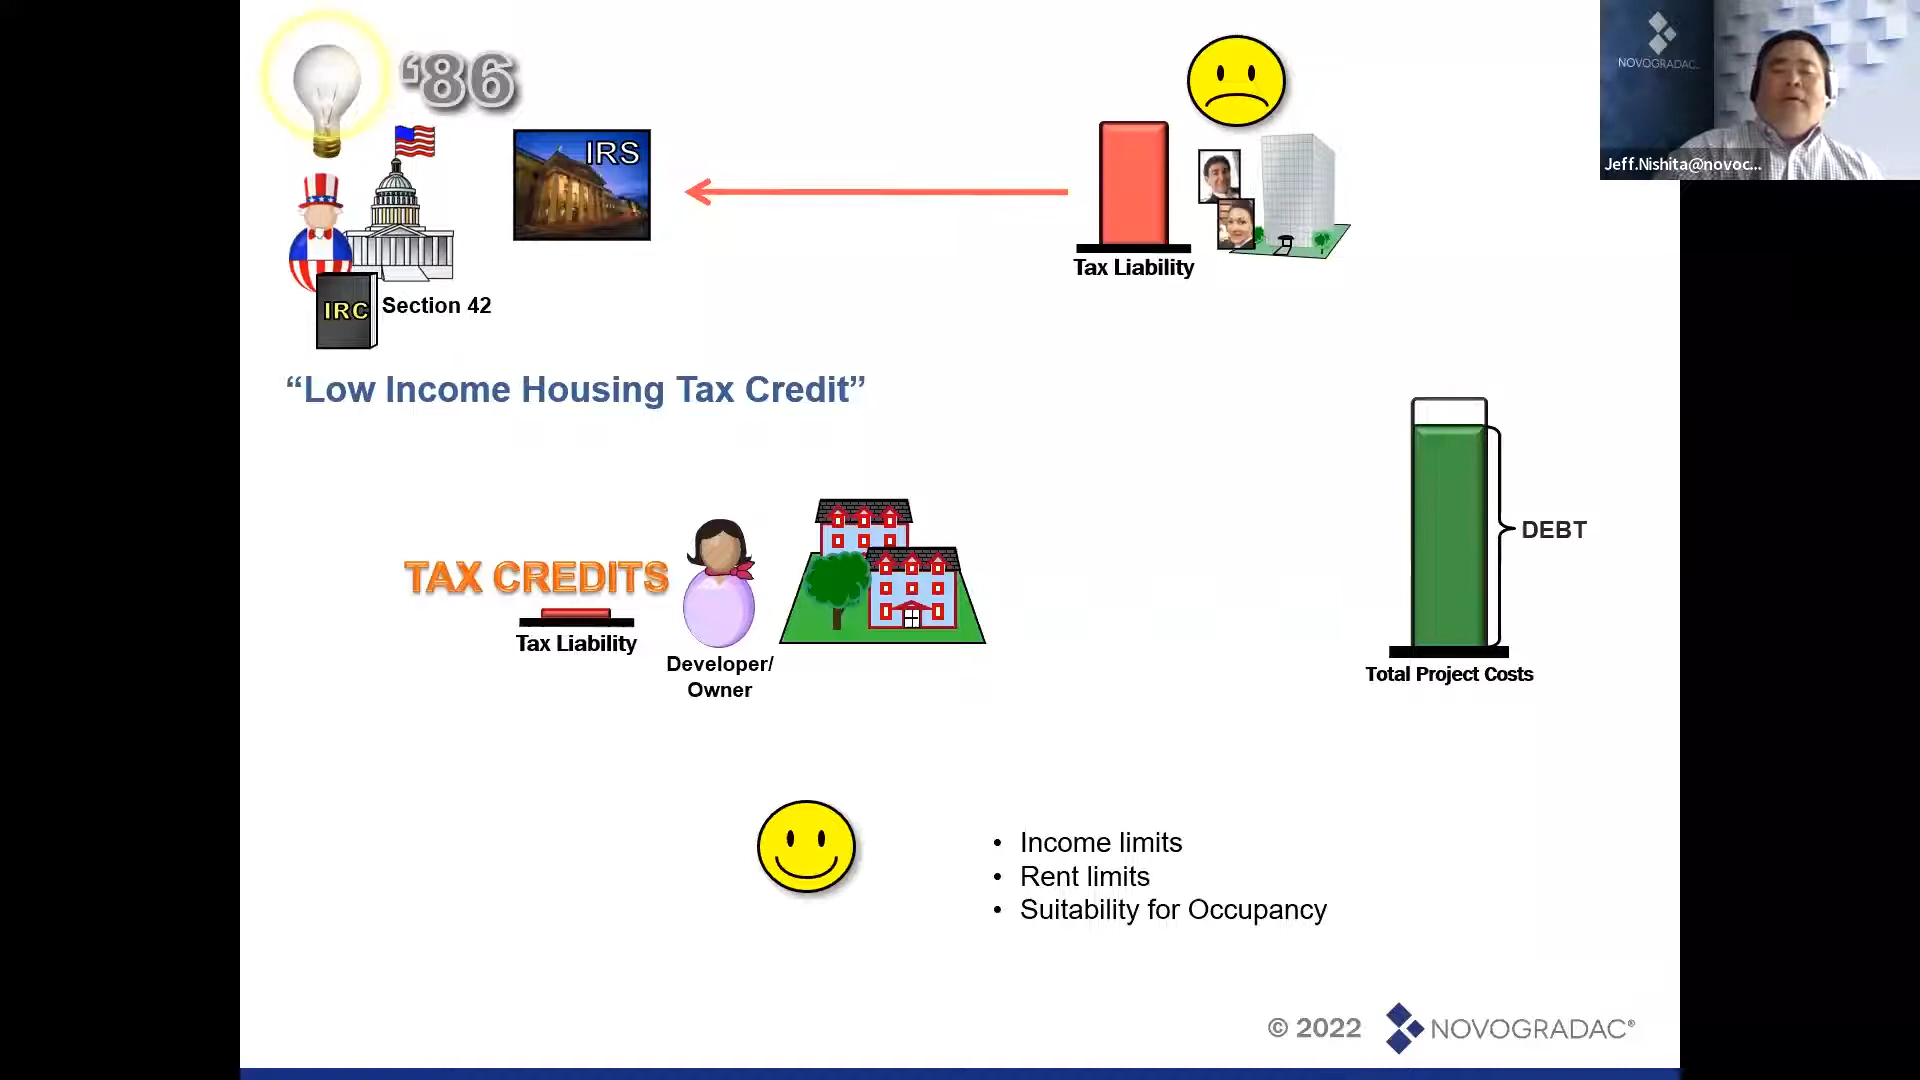 ‘86
IRS
Tax Liability
IRC
Section 42
“Low Income Housing Tax Credit”
TAX CREDITS
Tax Liability
Developer/
Owner
DEBT
Total Project Costs
• Income limits
• Rent limits
• Suitability for Occupancy
© 2022
NOVOGRADAC®
NOVOGRADAC
Jeff.Nishita@novoc...